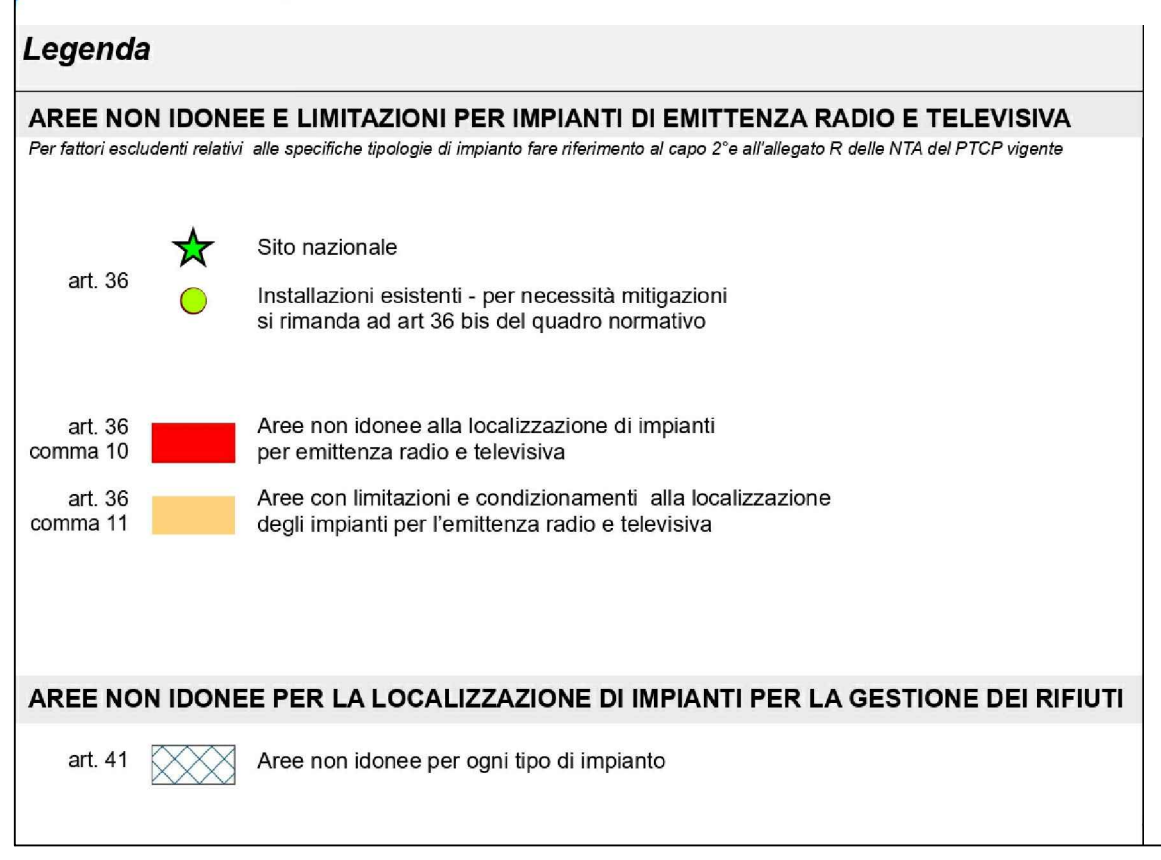 Legenda
AREE NON IDONEE E LIMITAZIONI PER IMPIANTI DI EMITTENZA RADIO E TELEVISIVA
Per fattori escludenti relativi alle specifiche tipologie di impianto fare riferimento al capo 2°e all'allegato R delle NTA del PTCP vigente
art. 36
Sito nazionale
Installazioni esistenti - per necessità mitigazioni
si rimanda ad art 36 bis del quadro normativo
art. 36
comma 10
Aree non idonee alla localizzazione di impianti
per emittenza radio e televisiva
art. 36
comma 11
Aree con limitazioni e condizionamenti alla localizzazione
degli impianti per l'emittenza radio e televisiva
AREE NON IDONEE PER LA LOCALIZZAZIONE DI IMPIANTI PER LA GESTIONE DEI RIFIUTI
art. 41
Aree non idonee per ogni tipo di impianto